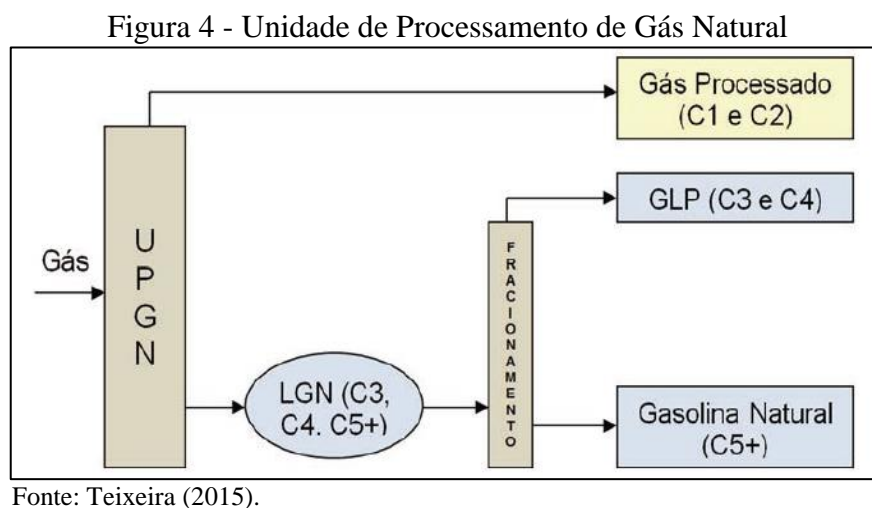 Figura 4 - Unidade de Processamento de Gás Natural
Gás Processado
(C1 e C2)
GLP (C3 e C4)
Gás
U
P
G
N
F
R
A
C
I
O
N
A
M
E
N
T
O
LGN (C3,
C4. C5+)
Gasolina Natural
(C5+)
Fonte: Teixeira (2015).